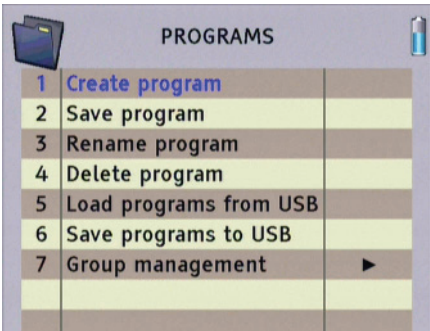 PROGRAMS
1 Create program
2 Save program
3 Rename program
4 Delete program
5 Load programs from USB
6 Save programs to USB
7 Group management ►